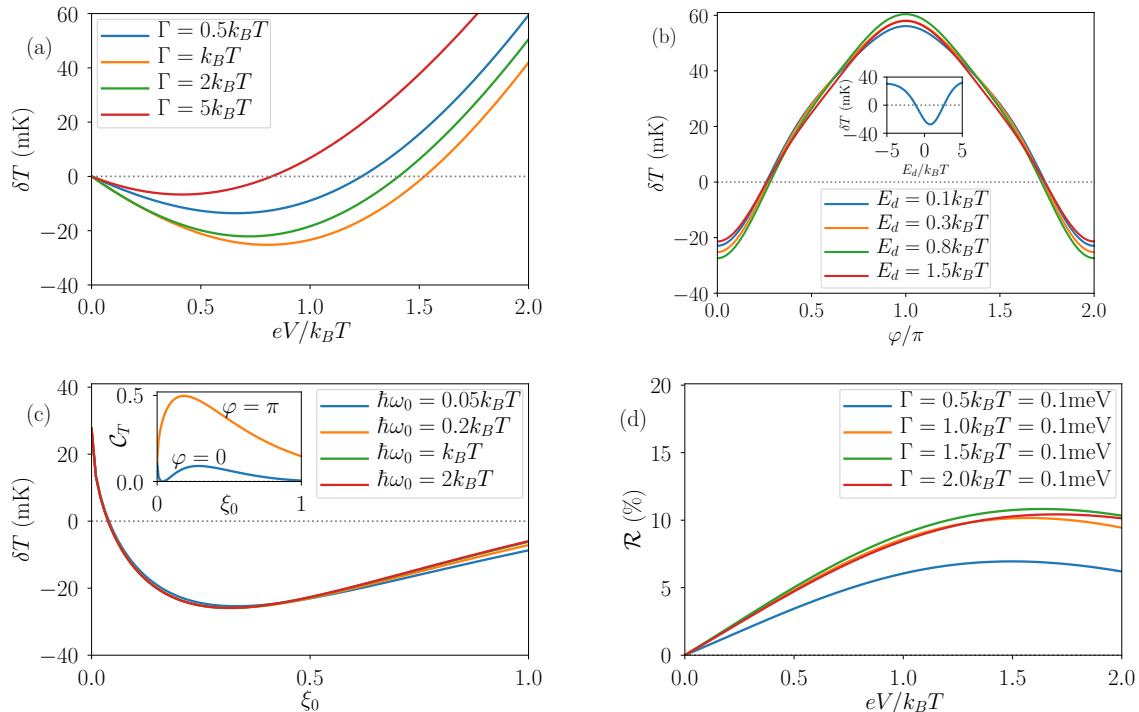 (a)
Γ = 0.5k_BT
Γ = k_BT
Γ = 2k_BT
Γ = 5k_BT
δT (mK)
60
40
20
0
−20
−40
0.0 0.5 1.0 1.5 2.0
eV/k_BT
(b)
δT (mK)
60
40
20
0
−20
−40
40
0
−40
δT (mK)
−5 0 5
E_d/k_BT
E_d = 0.1k_BT
E_d = 0.3k_BT
E_d = 0.8k_BT
E_d = 1.5k_BT
0.0 0.5 1.0 1.5 2.0
φ/π
(c)
δT (mK)
40
20
0
−20
−40
0.5
0.0
C_T
φ = π
φ = 0
0 1
ξ_0
ℏω_0 = 0.05k_BT
ℏω_0 = 0.2k_BT
ℏω_0 = k_BT
ℏω_0 = 2k_BT
0.0 0.5 1.0
ξ_0
(d)
R (%)
20
15
10
5
0
Γ = 0.5k_BT = 0.1meV
Γ = 1.0k_BT = 0.1meV
Γ = 1.5k_BT = 0.1meV
Γ = 2.0k_BT = 0.1meV
0.0 0.5 1.0 1.5 2.0
eV/k_BT